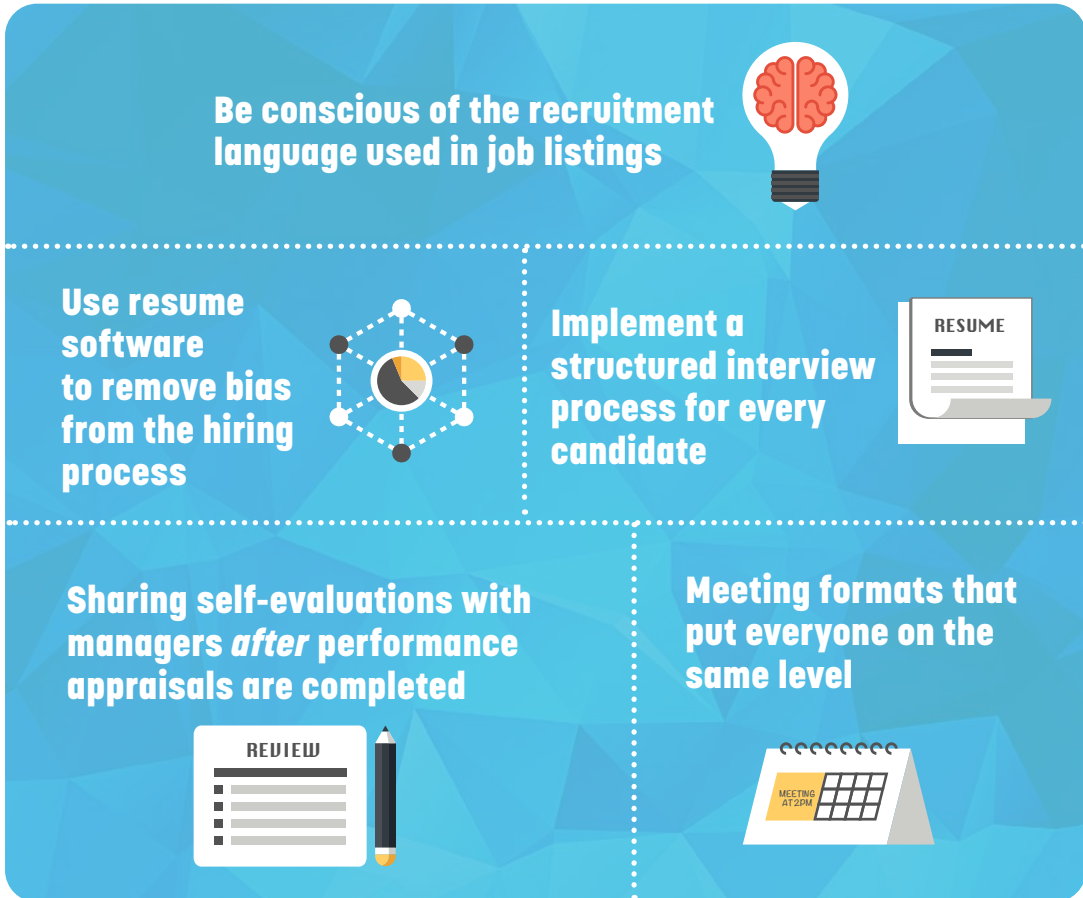 Be conscious of the recruitment
language used in job listings
Use resume
software
to remove bias
from the hiring
process
Implement a
structured interview
process for every
candidate
RESUME
Sharing self-evaluations with
managers after performance
appraisals are completed
REVIEW
Meeting formats that
put everyone on the
same level
MEETING
AT 2PM